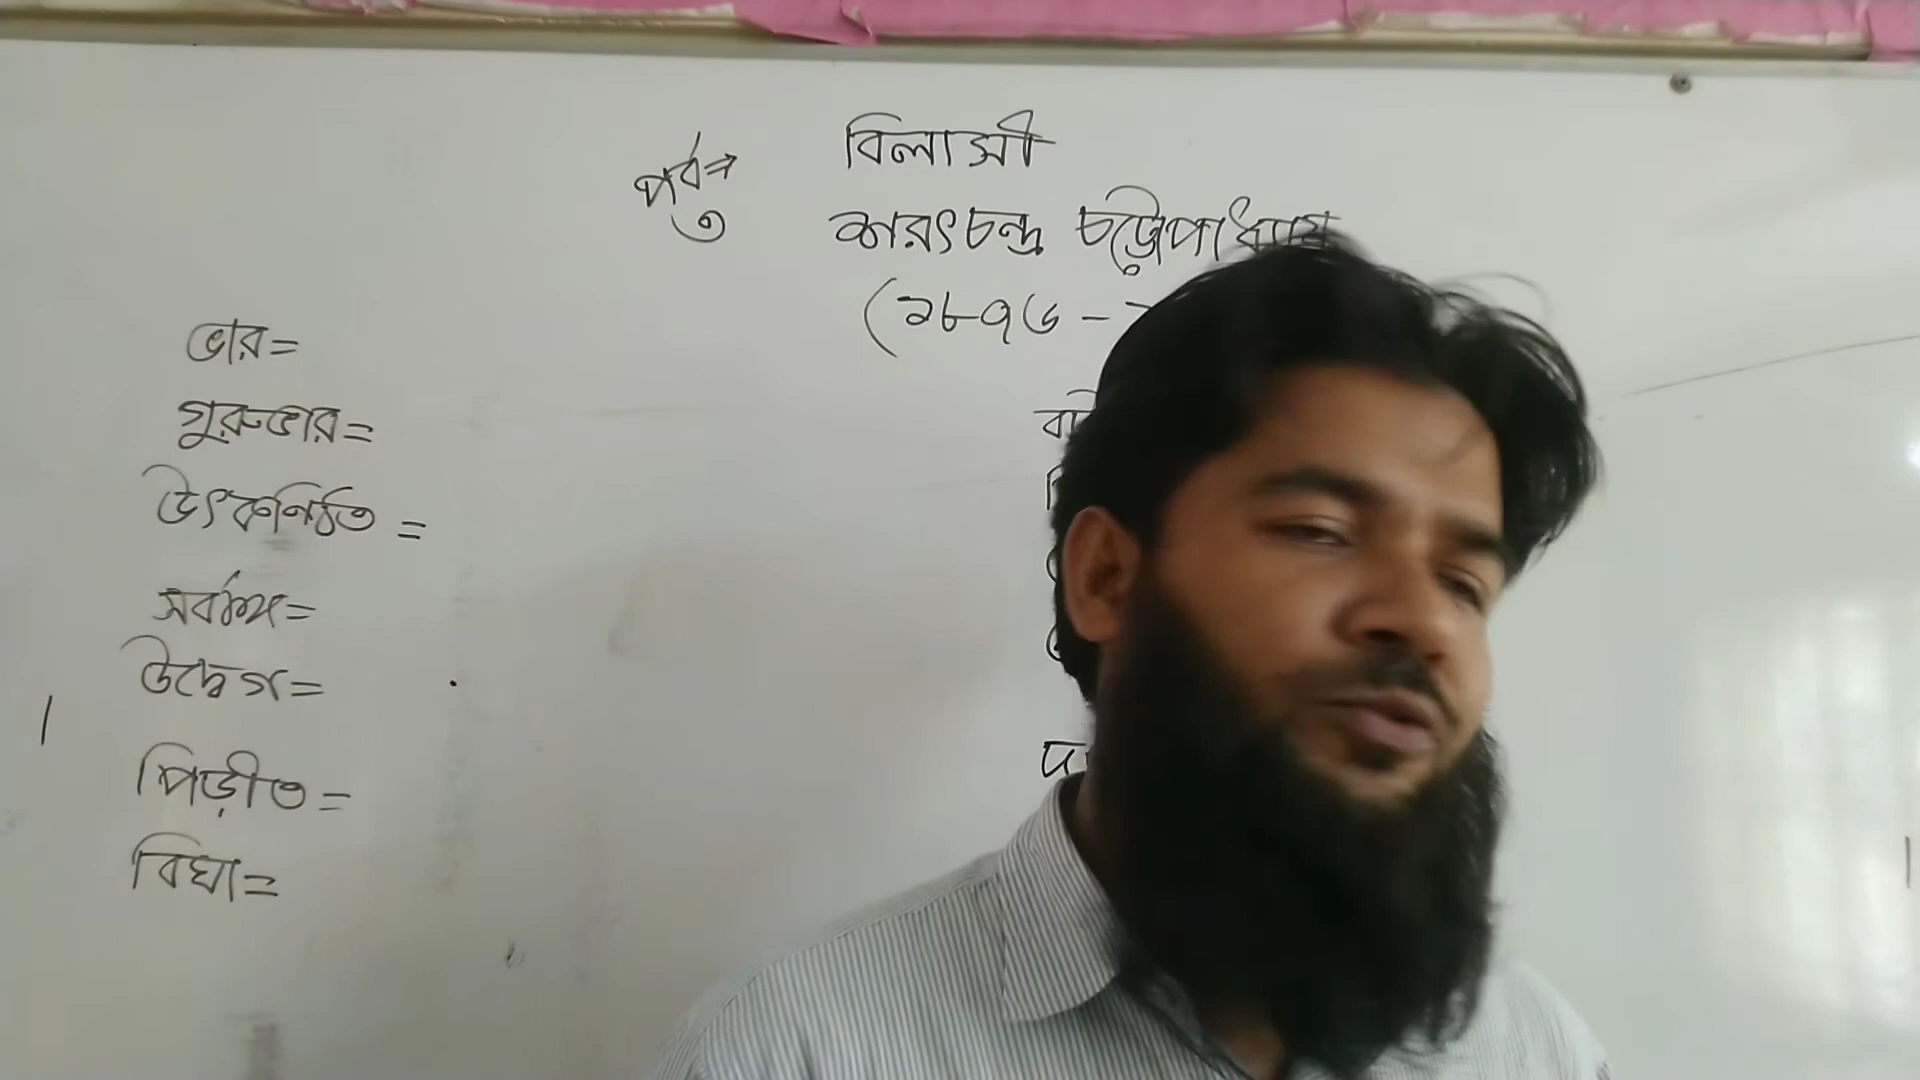 বিলাসী
পর্ব⇒
৩
শরৎচন্দ্র চট্টোপাধ্যায়
(১৮৭৬ -
ভার=
গুরুভার=
উৎকণ্ঠিত =
সর্বাঙ্গ=
উদ্বেগ=
পিড়ীত =
বিঘা=